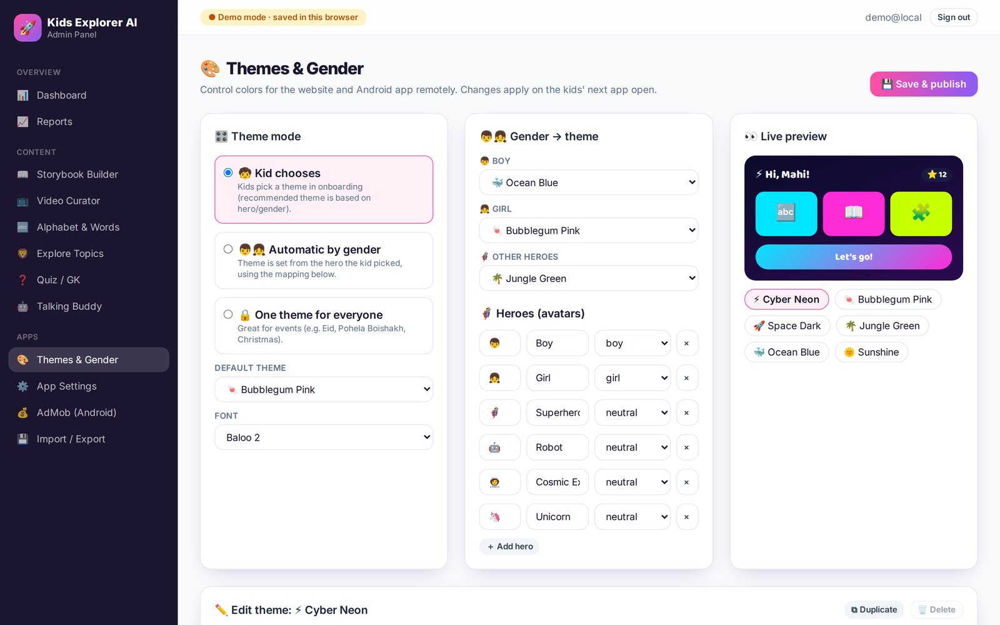 Kids Explorer AI
Admin Panel
OVERVIEW
Dashboard
Reports
CONTENT
Storybook Builder
Video Curator
Alphabet & Words
Explore Topics
Quiz / GK
Talking Buddy
APPS
Themes & Gender
App Settings
AdMob (Android)
Import / Export
Demo mode · saved in this browser
demo@local
Sign out
Themes & Gender
Control colors for the website and Android app remotely. Changes apply on the kids' next app open.
Save & publish
Theme mode
Kid chooses
Kids pick a theme in onboarding
(recommended theme is based on
hero/gender).
Automatic by gender
Theme is set from the hero the kid picked,
using the mapping below.
One theme for everyone
Great for events (e.g. Eid, Pohela Boishakh,
Christmas).
DEFAULT THEME
Bubblegum Pink
FONT
Baloo 2
Gender → theme
BOY
Ocean Blue
GIRL
Bubblegum Pink
OTHER HEROES
Jungle Green
Heroes (avatars)
Boy boy ×
Girl girl ×
Superhero neutral ×
Robot neutral ×
Cosmic Ex neutral ×
Unicorn neutral ×
+ Add hero
Live preview
⚡ Hi, Mahi! ⭐ 12
abc
Let's go!
⚡ Cyber Neon
Bubblegum Pink
Space Dark
Jungle Green
Ocean Blue
Sunshine
Edit theme: ⚡ Cyber Neon
Duplicate
Delete